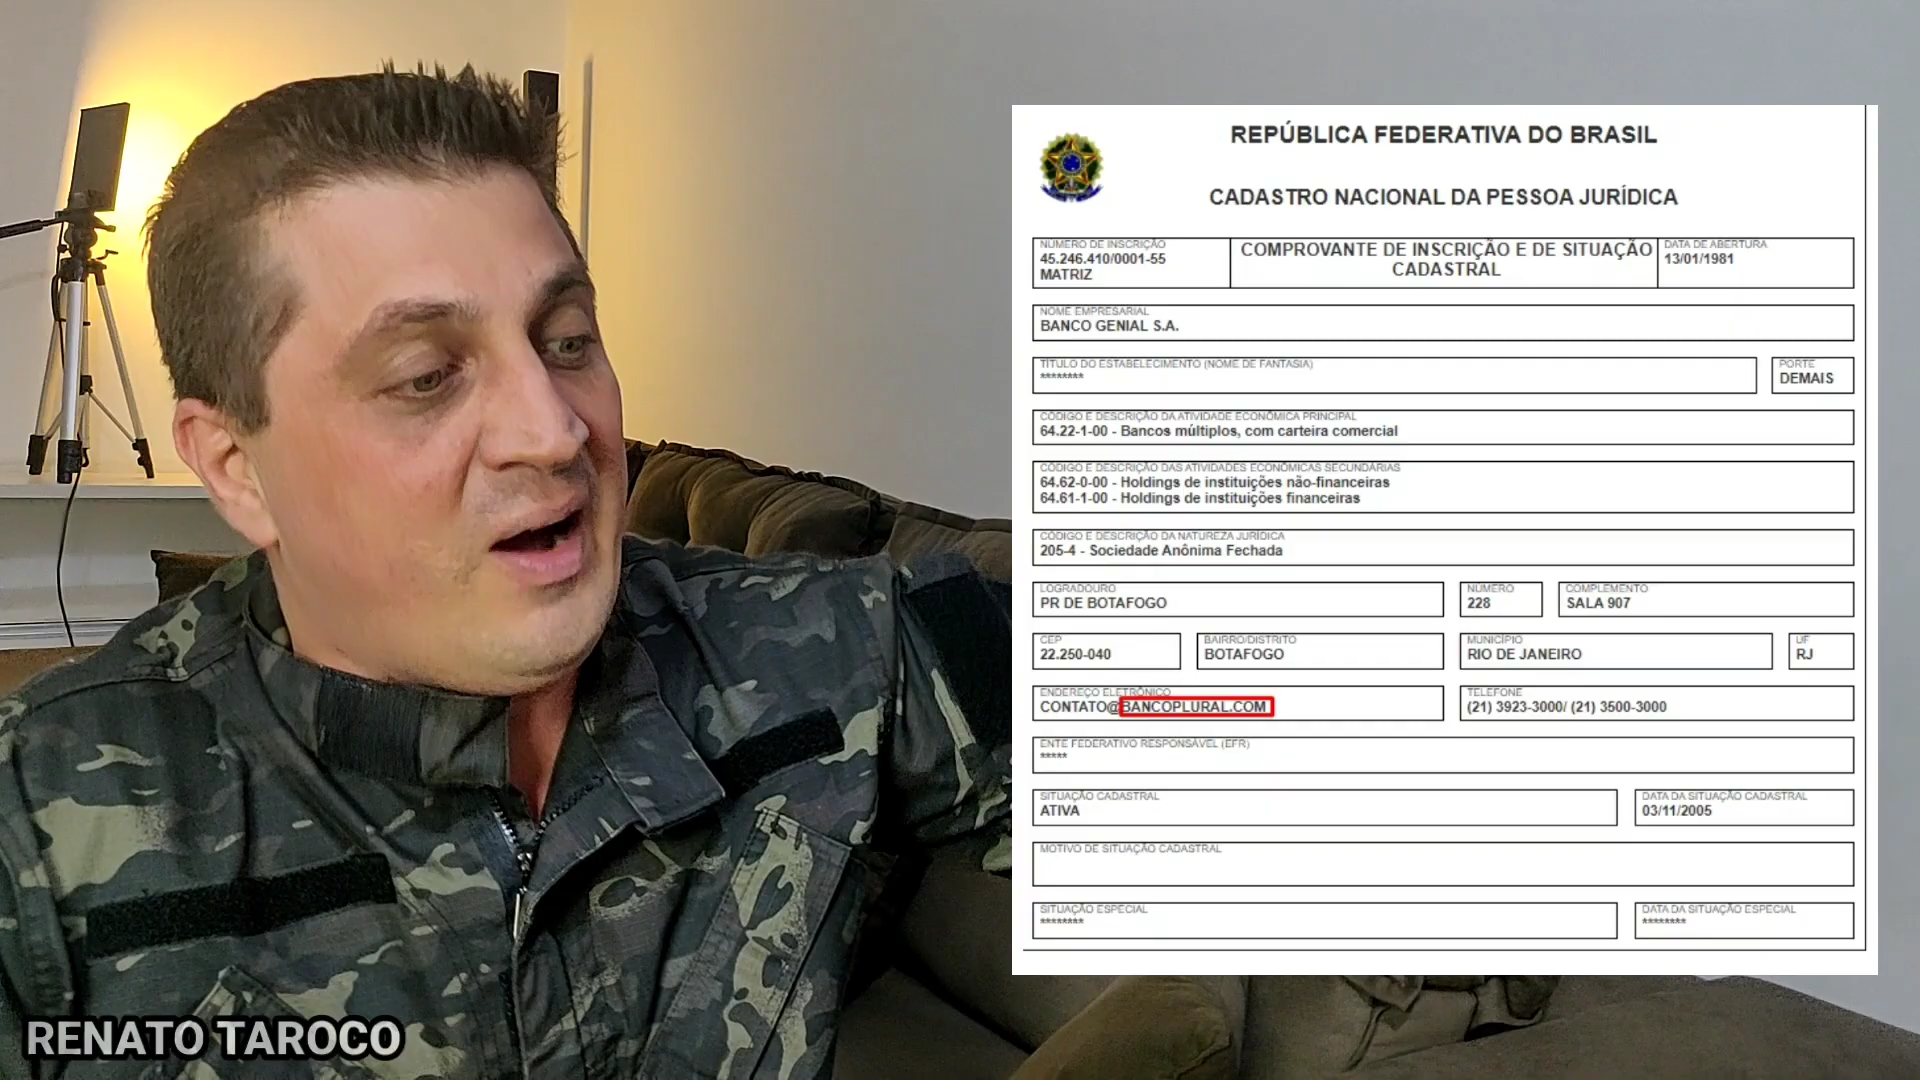 REPÚBLICA FEDERATIVA DO BRASIL
CADASTRO NACIONAL DA PESSOA JURÍDICA
NÚMERO DE INSCRIÇÃO
45.246.410/0001-55
MATRIZ
COMPROVANTE DE INSCRIÇÃO E DE SITUAÇÃO
CADASTRAL
DATA DE ABERTURA
13/01/1981
NOME EMPRESARIAL
BANCO GENIAL S.A.
TÍTULO DO ESTABELECIMENTO (NOME DE FANTASIA)
********
PORTE
DEMAIS
CÓDIGO E DESCRIÇÃO DA ATIVIDADE ECONÔMICA PRINCIPAL
64.22-1-00 - Bancos múltiplos, com carteira comercial
CÓDIGO E DESCRIÇÃO DAS ATIVIDADES ECONÔMICAS SECUNDÁRIAS
64.62-0-00 - Holdings de instituições não-financeiras
64.61-1-00 - Holdings de instituições financeiras
CÓDIGO E DESCRIÇÃO DA NATUREZA JURÍDICA
205-4 - Sociedade Anônima Fechada
LOGRADOURO
PR DE BOTAFOGO
NÚMERO
228
COMPLEMENTO
SALA 907
CEP
22.250-040
BAIRRO/DISTRITO
BOTAFOGO
MUNICÍPIO
RIO DE JANEIRO
UF
RJ
ENDEREÇO ELETRÔNICO
CONTATO@BANCOPLURAL.COM
TELEFONE
(21) 3923-3000/ (21) 3500-3000
ENTE FEDERATIVO RESPONSÁVEL (EFR)
*****
SITUAÇÃO CADASTRAL
ATIVA
DATA DA SITUAÇÃO CADASTRAL
03/11/2005
MOTIVO DE SITUAÇÃO CADASTRAL
SITUAÇÃO ESPECIAL
********
DATA DA SITUAÇÃO ESPECIAL
********
RENATO TAROCO